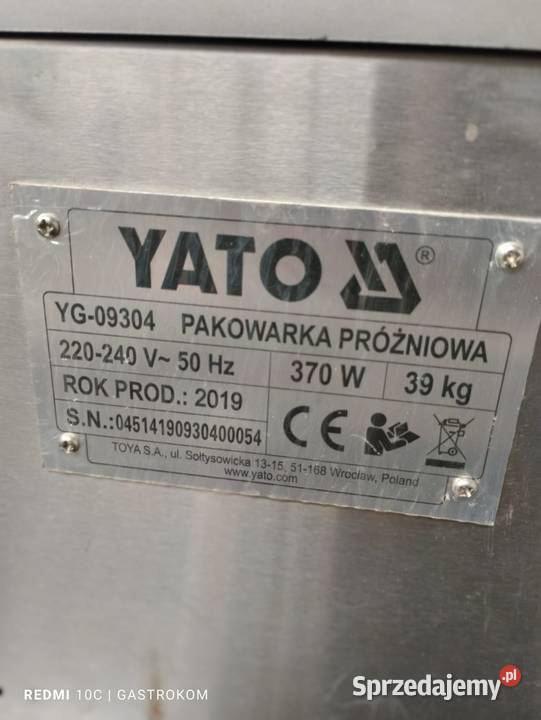 YATO ®
YG-09304 PAKOWARKA PRÓŻNIOWA
220-240 V~ 50 Hz 370 W 39 kg
ROK PROD.: 2019
S.N.:04514190930400054
CE
TOYA S.A., ul. Sołtysowicka 13-15, 51-168 Wrocław, Poland
www.yato.com
REDMI 10C | GASTROKOM
Sprzedajemy.pl